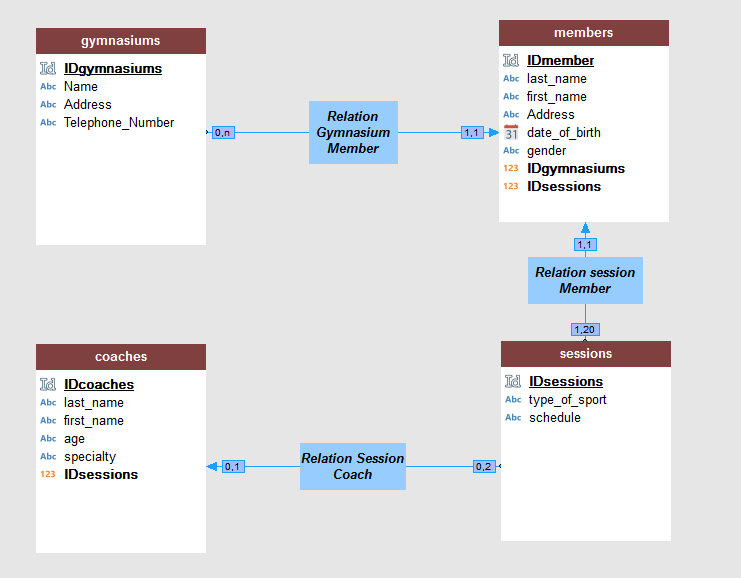 gymnasiums
Id IDgymnasiums
Abc Name
Abc Address
Abc Telephone_Number
0,n
Relation
Gymnasium
Member
1,1
members
Id IDmember
Abc last_name
Abc first_name
Abc Address
31 date_of_birth
Abc gender
123 IDgymnasiums
123 IDsessions
1,1
Relation session
Member
1,20
coaches
Id IDcoaches
Abc last_name
Abc first_name
Abc age
Abc specialty
123 IDsessions
0,1
Relation Session
Coach
0,2
sessions
Id IDsessions
Abc type_of_sport
Abc schedule